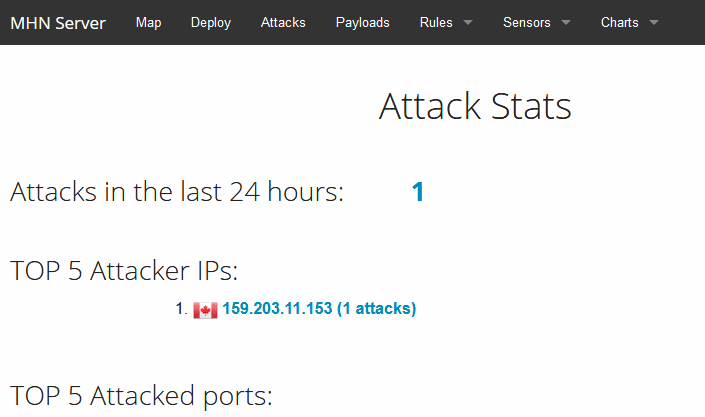 MHN Server Map Deploy Attacks Payloads Rules Sensors Charts
Attack Stats
Attacks in the last 24 hours: 1
TOP 5 Attacker IPs:
1. 159.203.11.153 (1 attacks)
TOP 5 Attacked ports: